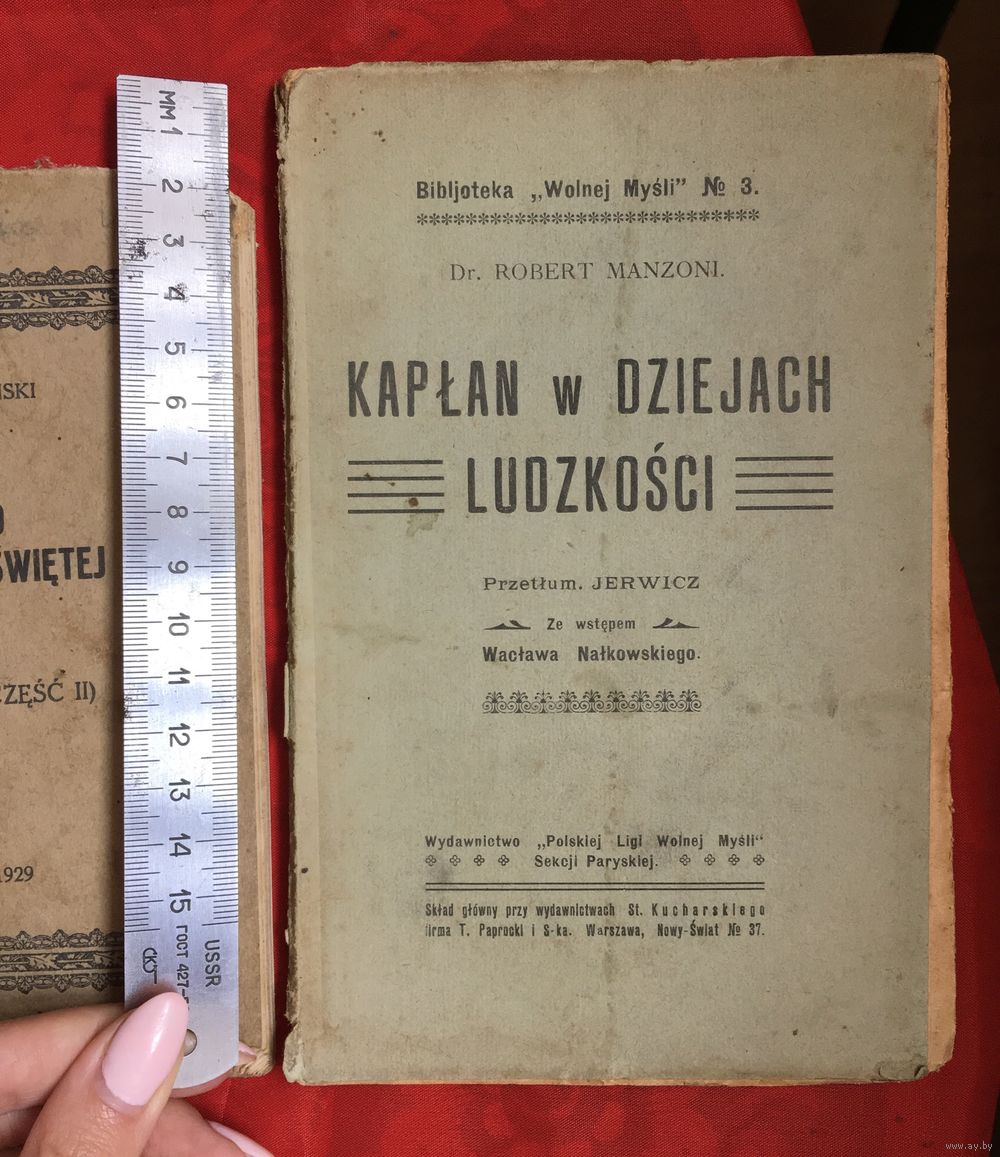 Bibljoteka „Wolnej Myśli” № 3.
Dr. ROBERT MANZONI.
KAPŁAN w DZIEJACH
LUDZKOŚCI
Przetłum. JERWICZ
Ze wstępem
Wacława Nałkowskiego.
Wydawnictwo „Polskiej Ligi Wolnej Myśli“
Sekcji Paryskiej.
Skład główny przy wydawnictwach St. Kucharskiego
firma T. Paprocki i S-ka. Warszawa, Nowy-Świat № 37.
ŚWIĘTEJ
CZĘŚĆ II)
1929
мм 1 2 3 4 5 6 7 8 9 10 11 12 13 14 15
ГОСТ 427-
USSR
www.ay.by